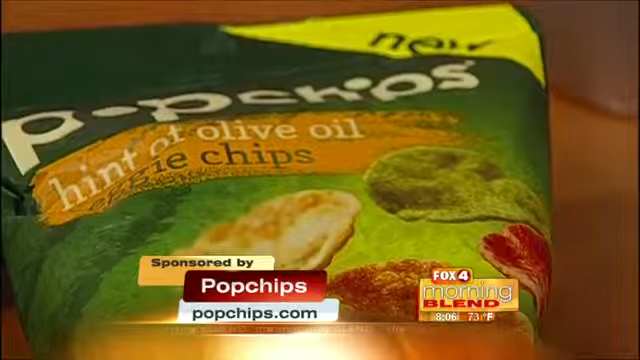 new
popchips
hint of olive oil
ie chips
Sponsored by
Popchips
popchips.com
FOX 4
morning
BLEND
8:06 73°F